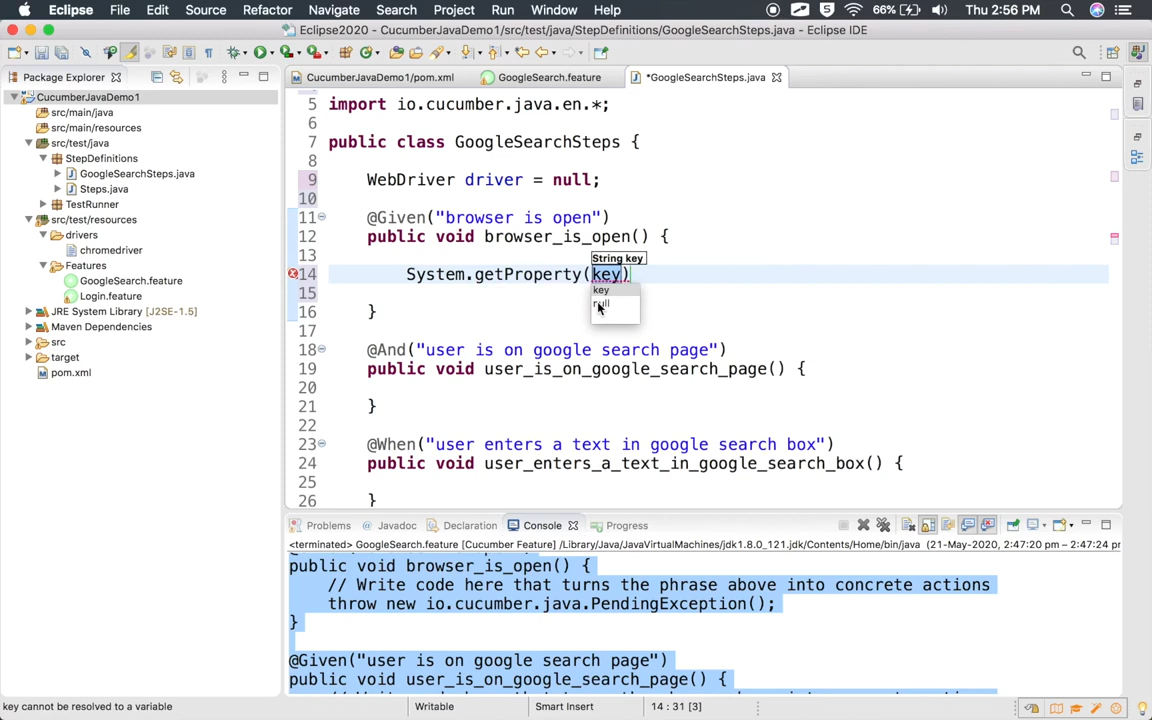 Eclipse File Edit Source Refactor Navigate Search Project Run Window Help 66% Thu 2:56 PM
Eclipse2020 - CucumberJavaDemo1/src/test/java/StepDefinitions/GoogleSearchSteps.java - Eclipse IDE
Package Explorer
CucumberJavaDemo1/pom.xml GoogleSearch.feature *GoogleSearchSteps.java
CucumberJavaDemo1
src/main/java
src/main/resources
src/test/java
StepDefinitions
GoogleSearchSteps.java
Steps.java
TestRunner
src/test/resources
drivers
chromedriver
Features
GoogleSearch.feature
Login.feature
JRE System Library [J2SE-1.5]
Maven Dependencies
src
target
pom.xml
5 import io.cucumber.java.en.*;
6
7 public class GoogleSearchSteps {
8
9 WebDriver driver = null;
10
11 @Given("browser is open")
12 public void browser_is_open() {
13
String key
14 System.getProperty(key)
key
null
15
16 }
17
18 @And("user is on google search page")
19 public void user_is_on_google_search_page() {
20
21 }
22
23 @When("user enters a text in google search box")
24 public void user_enters_a_text_in_google_search_box() {
25
26 }
Problems @ Javadoc Declaration Console Progress
<terminated> GoogleSearch.feature [Cucumber Feature] /Library/Java/JavaVirtualMachines/jdk1.8.0_121.jdk/Contents/Home/bin/java (21-May-2020, 2:47:20 pm – 2:47:24 pm)
public void browser_is_open() {
// Write code here that turns the phrase above into concrete actions
throw new io.cucumber.java.PendingException();
}
@Given("user is on google search page")
public void user_is_on_google_search_page() {
key cannot be resolved to a variable Writable Smart Insert 14 : 31 [3]